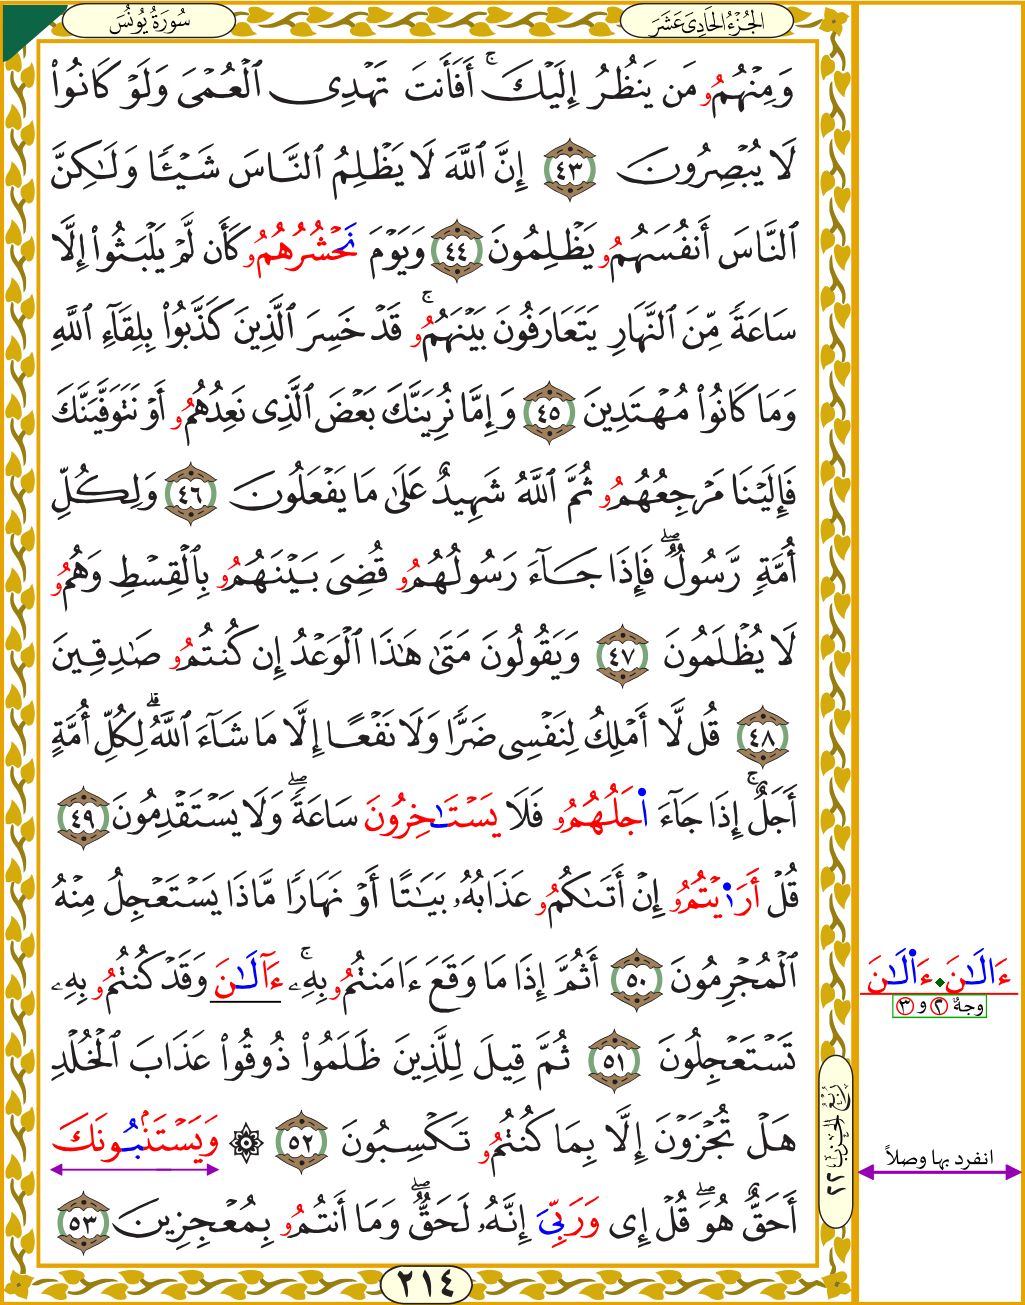 الجُزْءُ الحَادِى عَشَرَ
سُورَةُ يُونُسَ
وَمِنْهُمُۥ مَن يَنظُرُ إِلَيْكَۚ أَفَأَنتَ تَهْدِى ٱلْعُمْىَ وَلَوْ كَانُوا۟
لَا يُبْصِرُونَ ٤٣ إِنَّ ٱللَّهَ لَا يَظْلِمُ ٱلنَّاسَ شَيْـًٔا وَلَـٰكِنَّ
ٱلنَّاسَ أَنفُسَهُمُۥ يَظْلِمُونَ ٤٤ وَيَوْمَ نَحْشُرُهُمُۥ كَأَن لَّمْ يَلْبَثُوٓا۟ إِلَّا
سَاعَةً مِّنَ ٱلنَّهَارِ يَتَعَارَفُونَ بَيْنَهُمُۥۚ قَدْ خَسِرَ ٱلَّذِينَ كَذَّبُوا۟ بِلِقَآءِ ٱللَّهِ
وَمَا كَانُوا۟ مُهْتَدِينَ ٤٥ وَإِمَّا نُرِيَنَّكَ بَعْضَ ٱلَّذِى نَعِدُهُمُۥ أَوْ نَتَوَفَّيَنَّكَ
فَإِلَيْنَا مَرْجِعُهُمُۥ ثُمَّ ٱللَّهُ شَهِيدٌ عَلَىٰ مَا يَفْعَلُونَ ٤٦ وَلِكُلِّ
أُمَّةٍ رَّسُولٌۖ فَإِذَا جَآءَ رَسُولُهُمُۥ قُضِىَ بَيْنَهُمُۥ بِٱلْقِسْطِ وَهُمُۥ
لَا يُظْلَمُونَ ٤٧ وَيَقُولُونَ مَتَىٰ هَـٰذَا ٱلْوَعْدُ إِن كُنتُمُۥ صَـٰدِقِينَ
٤٨ قُل لَّا أَمْلِكُ لِنَفْسِى ضَرًّا وَلَا نَفْعًا إِلَّا مَا شَآءَ ٱللَّهُۗ لِكُلِّ أُمَّةٍ
أَجَلٌۚ إِذَا جَآءَ ا۬جَلُهُمُۥ فَلَا يَسْتَـٰخِرُونَ سَاعَةًۖ وَلَا يَسْتَقْدِمُونَ ٤٩
قُلْ أَرَا۬يْتُمُۥ إِنْ أَتَىٰكُمُۥ عَذَابُهُۥ بَيَـٰتًا أَوْ نَهَارًا مَّاذَا يَسْتَعْجِلُ مِنْهُ
ٱلْمُجْرِمُونَ ٥٠ أَثُمَّ إِذَا مَا وَقَعَ ءَامَنتُمُۥ بِهِۦۚ ءَآلَـٰنَ وَقَدْ كُنتُمُۥ بِهِۦ
ءَالَـٰنَ ۰ ءَا۬لَـٰنَ
وجهٌ ٢ و ٣
تَسْتَعْجِلُونَ ٥١ ثُمَّ قِيلَ لِلَّذِينَ ظَلَمُوا۟ ذُوقُوا۟ عَذَابَ ٱلْخُلْدِ
هَلْ تُجْزَوْنَ إِلَّا بِمَا كُنتُمُۥ تَكْسِبُونَ ٥٢ ۞ وَيَسْتَنۢبُونَكَ
انفرد بها وصلاً
رُبْعُ الحِزْبِ ٢٢
أَحَقٌّ هُوَۖ قُلْ إِى وَرَبِّىَ إِنَّهُۥ لَحَقٌّۖ وَمَا أَنتُمُۥ بِمُعْجِزِينَ ٥٣
٢١٤